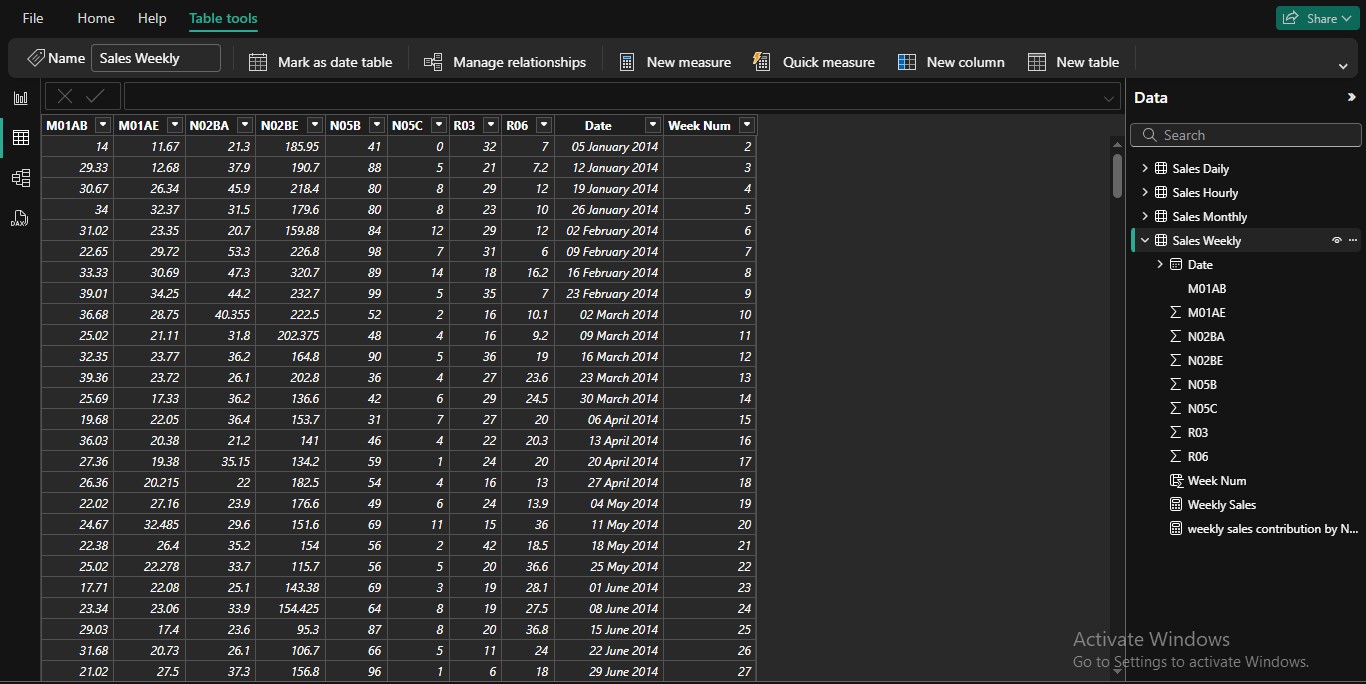 File Home Help Table tools Share
Name Sales Weekly Mark as date table Manage relationships New measure Quick measure New column New table
Data
Search
M01AB M01AE N02BA N02BE N05B N05C R03 R06 Date Week Num
14 11.67 21.3 185.95 41 0 32 7 05 January 2014 2
29.33 12.68 37.9 190.7 88 5 21 7.2 12 January 2014 3
30.67 26.34 45.9 218.4 80 8 29 12 19 January 2014 4
34 32.37 31.5 179.6 80 8 23 10 26 January 2014 5
31.02 23.35 20.7 159.88 84 12 29 12 02 February 2014 6
22.65 29.72 53.3 226.8 98 7 31 6 09 February 2014 7
33.33 30.69 47.3 320.7 89 14 18 16.2 16 February 2014 8
39.01 34.25 44.2 232.7 99 5 35 7 23 February 2014 9
36.68 28.75 40.355 222.5 52 2 16 10.1 02 March 2014 10
25.02 21.11 31.8 202.375 48 4 16 9.2 09 March 2014 11
32.35 23.77 36.2 164.8 90 5 36 19 16 March 2014 12
39.36 23.72 26.1 202.8 36 4 27 23.6 23 March 2014 13
25.69 17.33 36.2 136.6 42 6 29 24.5 30 March 2014 14
19.68 22.05 36.4 153.7 31 7 27 20 06 April 2014 15
36.03 20.38 21.2 141 46 4 22 20.3 13 April 2014 16
27.36 19.38 35.15 134.2 59 1 24 20 20 April 2014 17
26.36 20.215 22 182.5 54 4 16 13 27 April 2014 18
22.02 27.16 23.9 176.6 49 6 24 13.9 04 May 2014 19
24.67 32.485 29.6 151.6 69 11 15 36 11 May 2014 20
22.38 26.4 35.2 154 56 2 42 18.5 18 May 2014 21
25.02 22.278 33.7 115.7 56 5 20 36.6 25 May 2014 22
17.71 22.08 25.1 143.38 69 3 19 28.1 01 June 2014 23
23.34 23.06 33.9 154.425 64 8 19 27.5 08 June 2014 24
29.03 17.4 23.6 95.3 87 8 20 36.8 15 June 2014 25
31.68 20.73 26.1 106.7 66 5 11 24 22 June 2014 26
21.02 27.5 37.3 156.8 96 1 6 18 29 June 2014 27
DAX
Sales Daily
Sales Hourly
Sales Monthly
Sales Weekly
Date
M01AB
M01AE
N02BA
N02BE
N05B
N05C
R03
R06
Week Num
Weekly Sales
weekly sales contribution by N...
Activate Windows
Go to Settings to activate Windows.